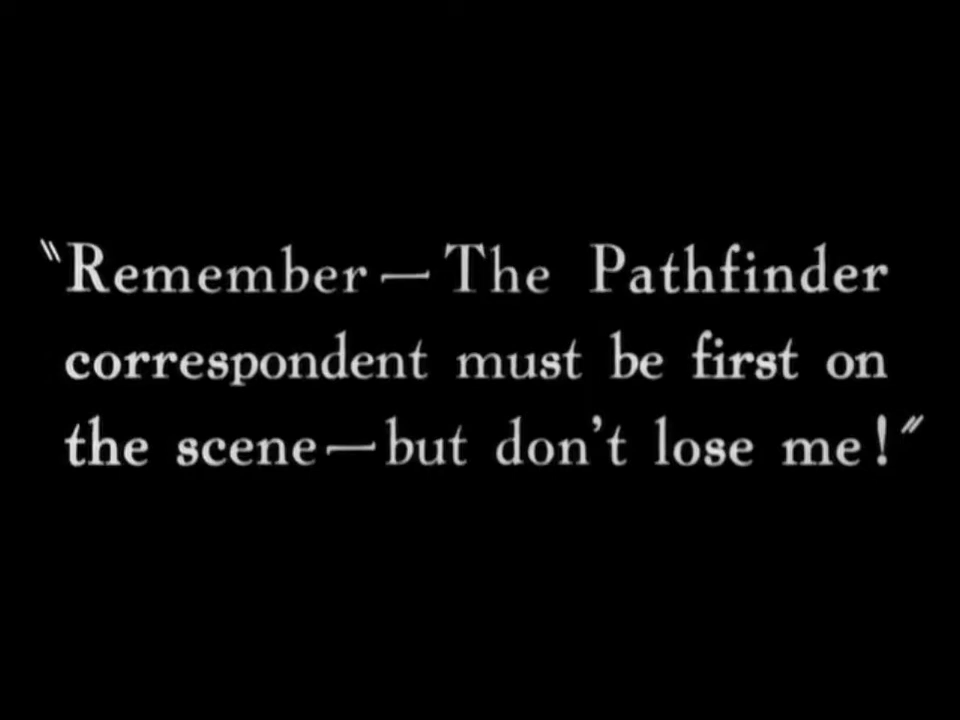 "Remember—The Pathfinder
correspondent must be first on
the scene—but don't lose me!"